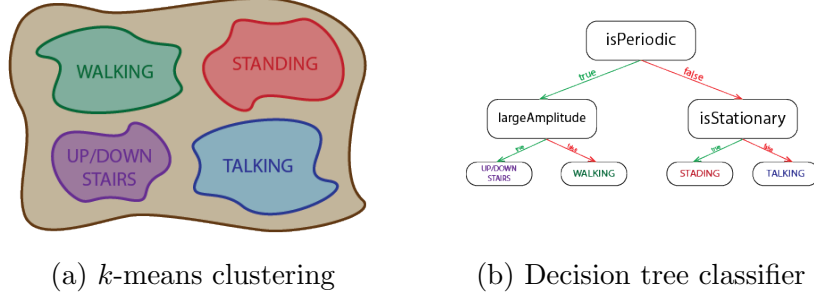 WALKING
STANDING
UP/DOWN
STAIRS
TALKING
(a) k-means clustering
isPeriodic
true
false
largeAmplitude
isStationary
true
false
true
false
UP/DOWN
STAIRS
WALKING
STADING
TALKING
(b) Decision tree classifier